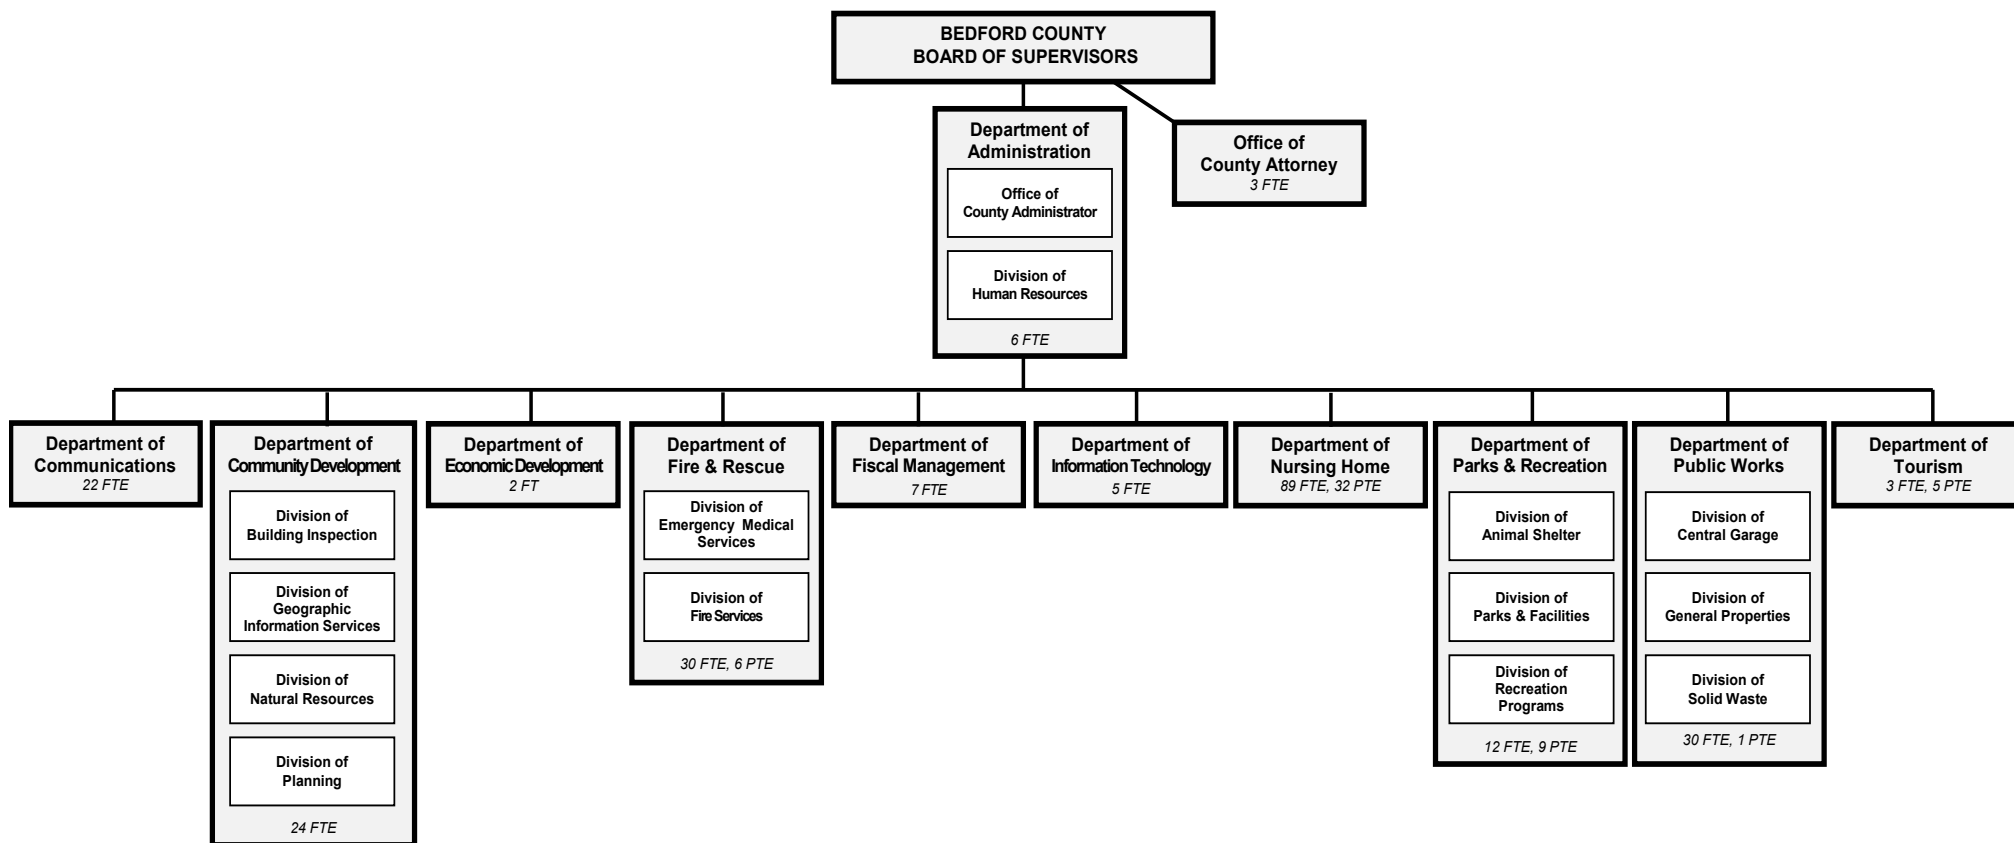 BEDFORD COUNTY
BOARD OF SUPERVISORS
Department of
Administration
Office of
County Administrator
Division of
Human Resources
6 FTE
Office of
County Attorney
3 FTE
Department of
Communications
22 FTE
Department of
Community Development
Division of
Building Inspection
Division of
Geographic
Information Services
Division of
Natural Resources
Division of
Planning
24 FTE
Department of
Economic Development
2 FT
Department of
Fire & Rescue
Division of
Emergency Medical
Services
Division of
Fire Services
30 FTE, 6 PTE
Department of
Fiscal Management
7 FTE
Department of
Information Technology
5 FTE
Department of
Nursing Home
89 FTE, 32 PTE
Department of
Parks & Recreation
Division of
Animal Shelter
Division of
Parks & Facilities
Division of
Recreation
Programs
12 FTE, 9 PTE
Department of
Public Works
Division of
Central Garage
Division of
General Properties
Division of
Solid Waste
30 FTE, 1 PTE
Department of
Tourism
3 FTE, 5 PTE